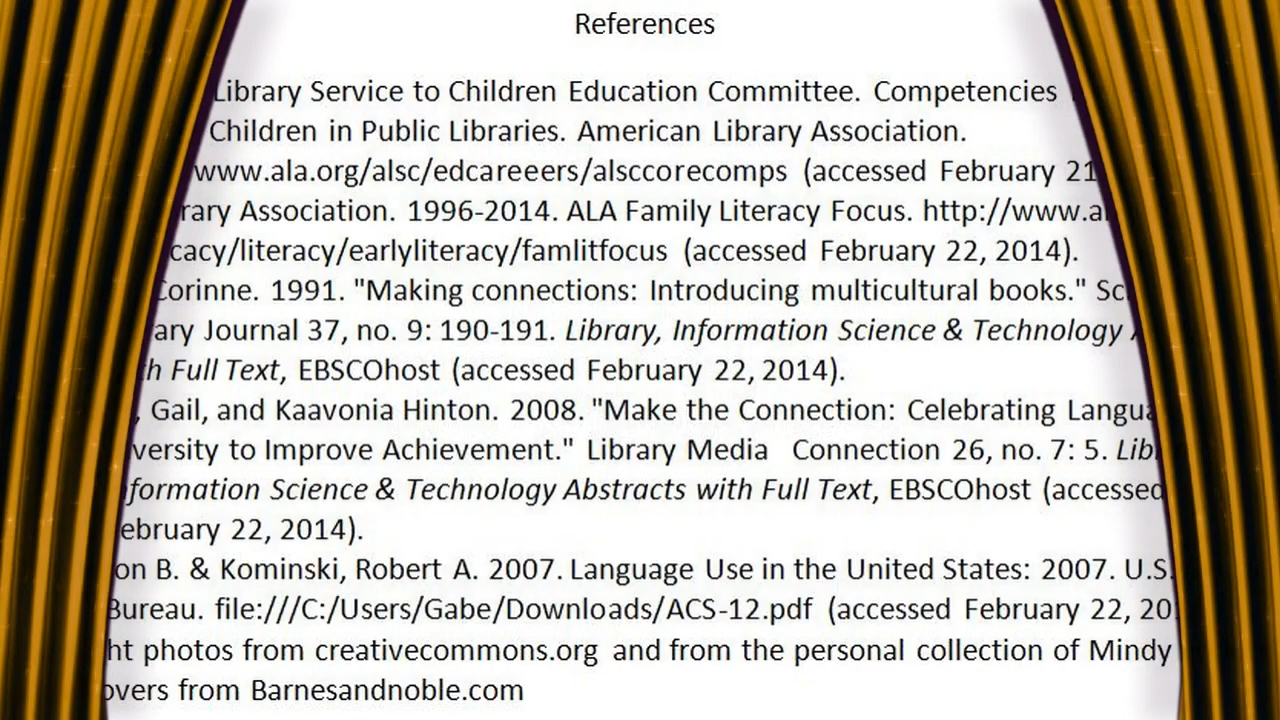 References
Library Service to Children Education Committee. Competencies
Children in Public Libraries. American Library Association.
www.ala.org/alsc/edcareeers/alsccorecomps (accessed February 21
rary Association. 1996-2014. ALA Family Literacy Focus. http://www.a
cacy/literacy/earlyliteracy/famlitfocus (accessed February 22, 2014).
Corinne. 1991. "Making connections: Introducing multicultural books." Sc
ary Journal 37, no. 9: 190-191. Library, Information Science & Technology
h Full Text, EBSCOhost (accessed February 22, 2014).
, Gail, and Kaavonia Hinton. 2008. "Make the Connection: Celebrating Langua
versity to Improve Achievement." Library Media Connection 26, no. 7: 5. Lib
formation Science & Technology Abstracts with Full Text, EBSCOhost (accessed
ebruary 22, 2014).
on B. & Kominski, Robert A. 2007. Language Use in the United States: 2007. U.S.
Bureau. file:///C:/Users/Gabe/Downloads/ACS-12.pdf (accessed February 22, 20
ht photos from creativecommons.org and from the personal collection of Mindy
overs from Barnesandnoble.com